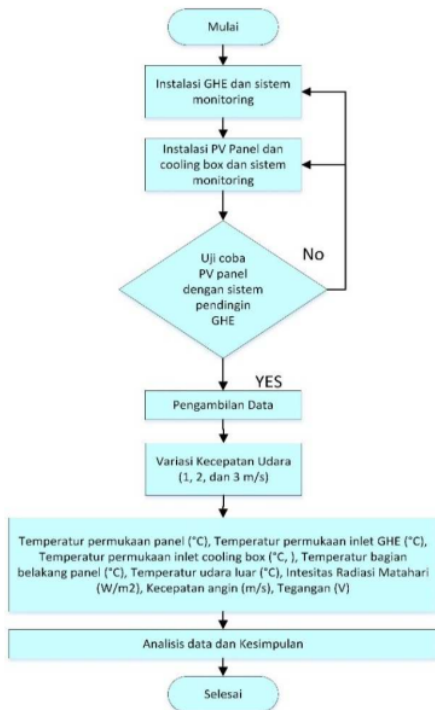 Mulai
Instalasi GHE dan sistem
monitoring
Instalasi PV Panel dan
cooling box dan sistem
monitoring
Uji coba
PV panel
dengan sistem
pendingin
GHE
No
YES
Pengambilan Data
Variasi Kecepatan Udara
(1, 2, dan 3 m/s)
Temperatur permukaan panel (°C), Temperatur permukaan inlet GHE (°C),
Temperatur permukaan inlet cooling box (°C, ), Temperatur bagian
belakang panel (°C), Temperatur udara luar (°C), Intesitas Radiasi Matahari
(W/m2), Kecepatan angin (m/s), Tegangan (V)
Analisis data dan Kesimpulan
Selesai